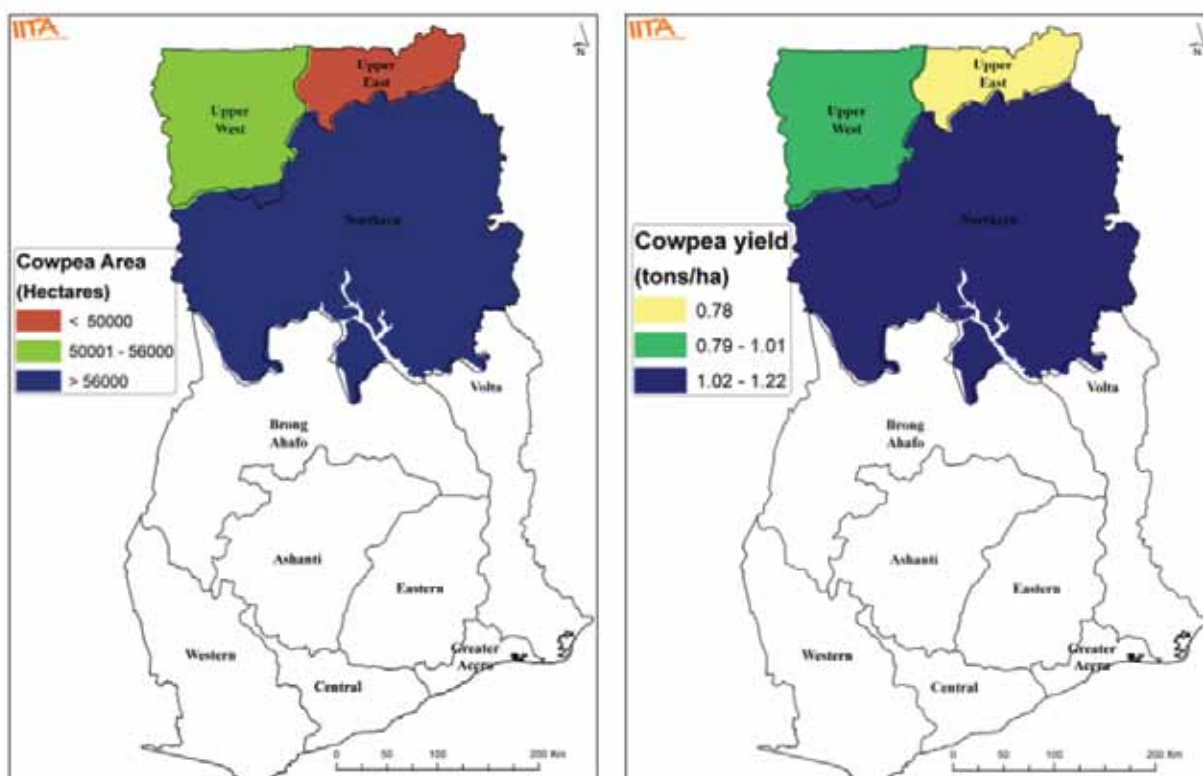 IITA
N
Upper
East
Upper
West
Northern
Cowpea Area
(Hectares)
< 50000
50001 - 56000
> 56000
Volta
Brong
Ahafo
Ashanti
Eastern
Western
Greater
Accra
Central
0 50 100 200 Km
IITA
N
Upper
East
Upper
West
Northern
Cowpea yield
(tons/ha)
0.78
0.79 - 1.01
1.02 - 1.22
Volta
Brong
Ahafo
Ashanti
Eastern
Western
Greater
Accra
Central
0 50 100 200 Km